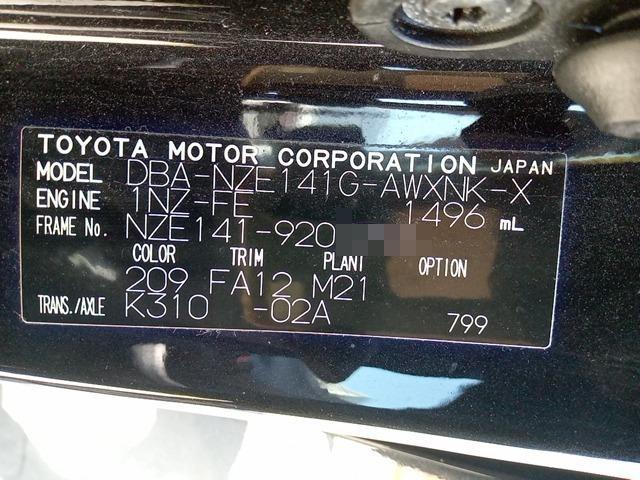 TOYOTA MOTOR CORPORATION JAPAN
MODEL DBA-NZE141G-AWXNK-X
ENGINE 1NZ-FE 1496 mL
FRAME No. NZE141-920
COLOR TRIM PLANT OPTION
209 FA12 M21
TRANS./AXLE K310 -02A 799